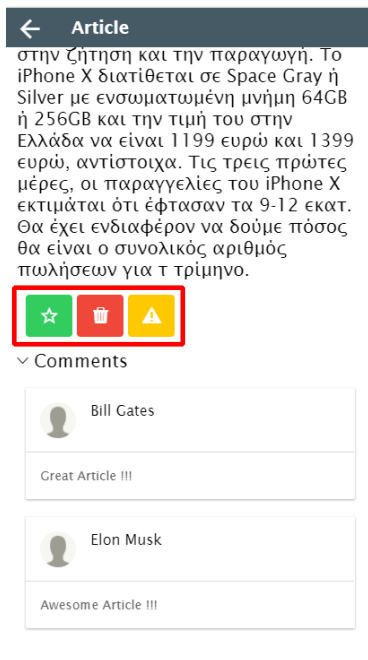 Article
στην ζήτηση και την παραγωγή. Το
iPhone X διατίθεται σε Space Gray ή
Silver με ενσωματωμένη μνήμη 64GB
ή 256GB και την τιμή του στην
Ελλάδα να είναι 1199 ευρώ και 1399
ευρώ, αντίστοιχα. Τις τρεις πρώτες
μέρες, οι παραγγελίες του iPhone X
εκτιμάται ότι έφτασαν τα 9-12 εκατ.
Θα έχει ενδιαφέρον να δούμε πόσος
θα είναι ο συνολικός αριθμός
πωλήσεων για τ τρίμηνο.
Comments
Bill Gates
Great Article !!!
Elon Musk
Awesome Article !!!